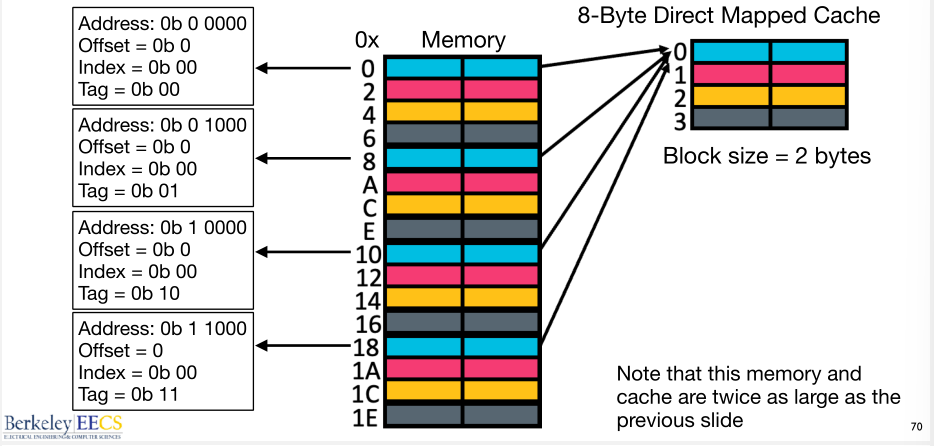 8-Byte Direct Mapped Cache
0x Memory
Address: 0b 0 0000
Offset = 0b 0
Index = 0b 00
Tag = 0b 00
Address: 0b 0 1000
Offset = 0b 0
Index = 0b 00
Tag = 0b 01
Address: 0b 1 0000
Offset = 0b 0
Index = 0b 00
Tag = 0b 10
Address: 0b 1 1000
Offset = 0
Index = 0b 00
Tag = 0b 11
0
2
4
6
8
A
C
E
10
12
14
16
18
1A
1C
1E
0
1
2
3
Block size = 2 bytes
Note that this memory and
cache are twice as large as the
previous slide
Berkeley EECS
ELECTRICAL ENGINEERING & COMPUTER SCIENCES
70